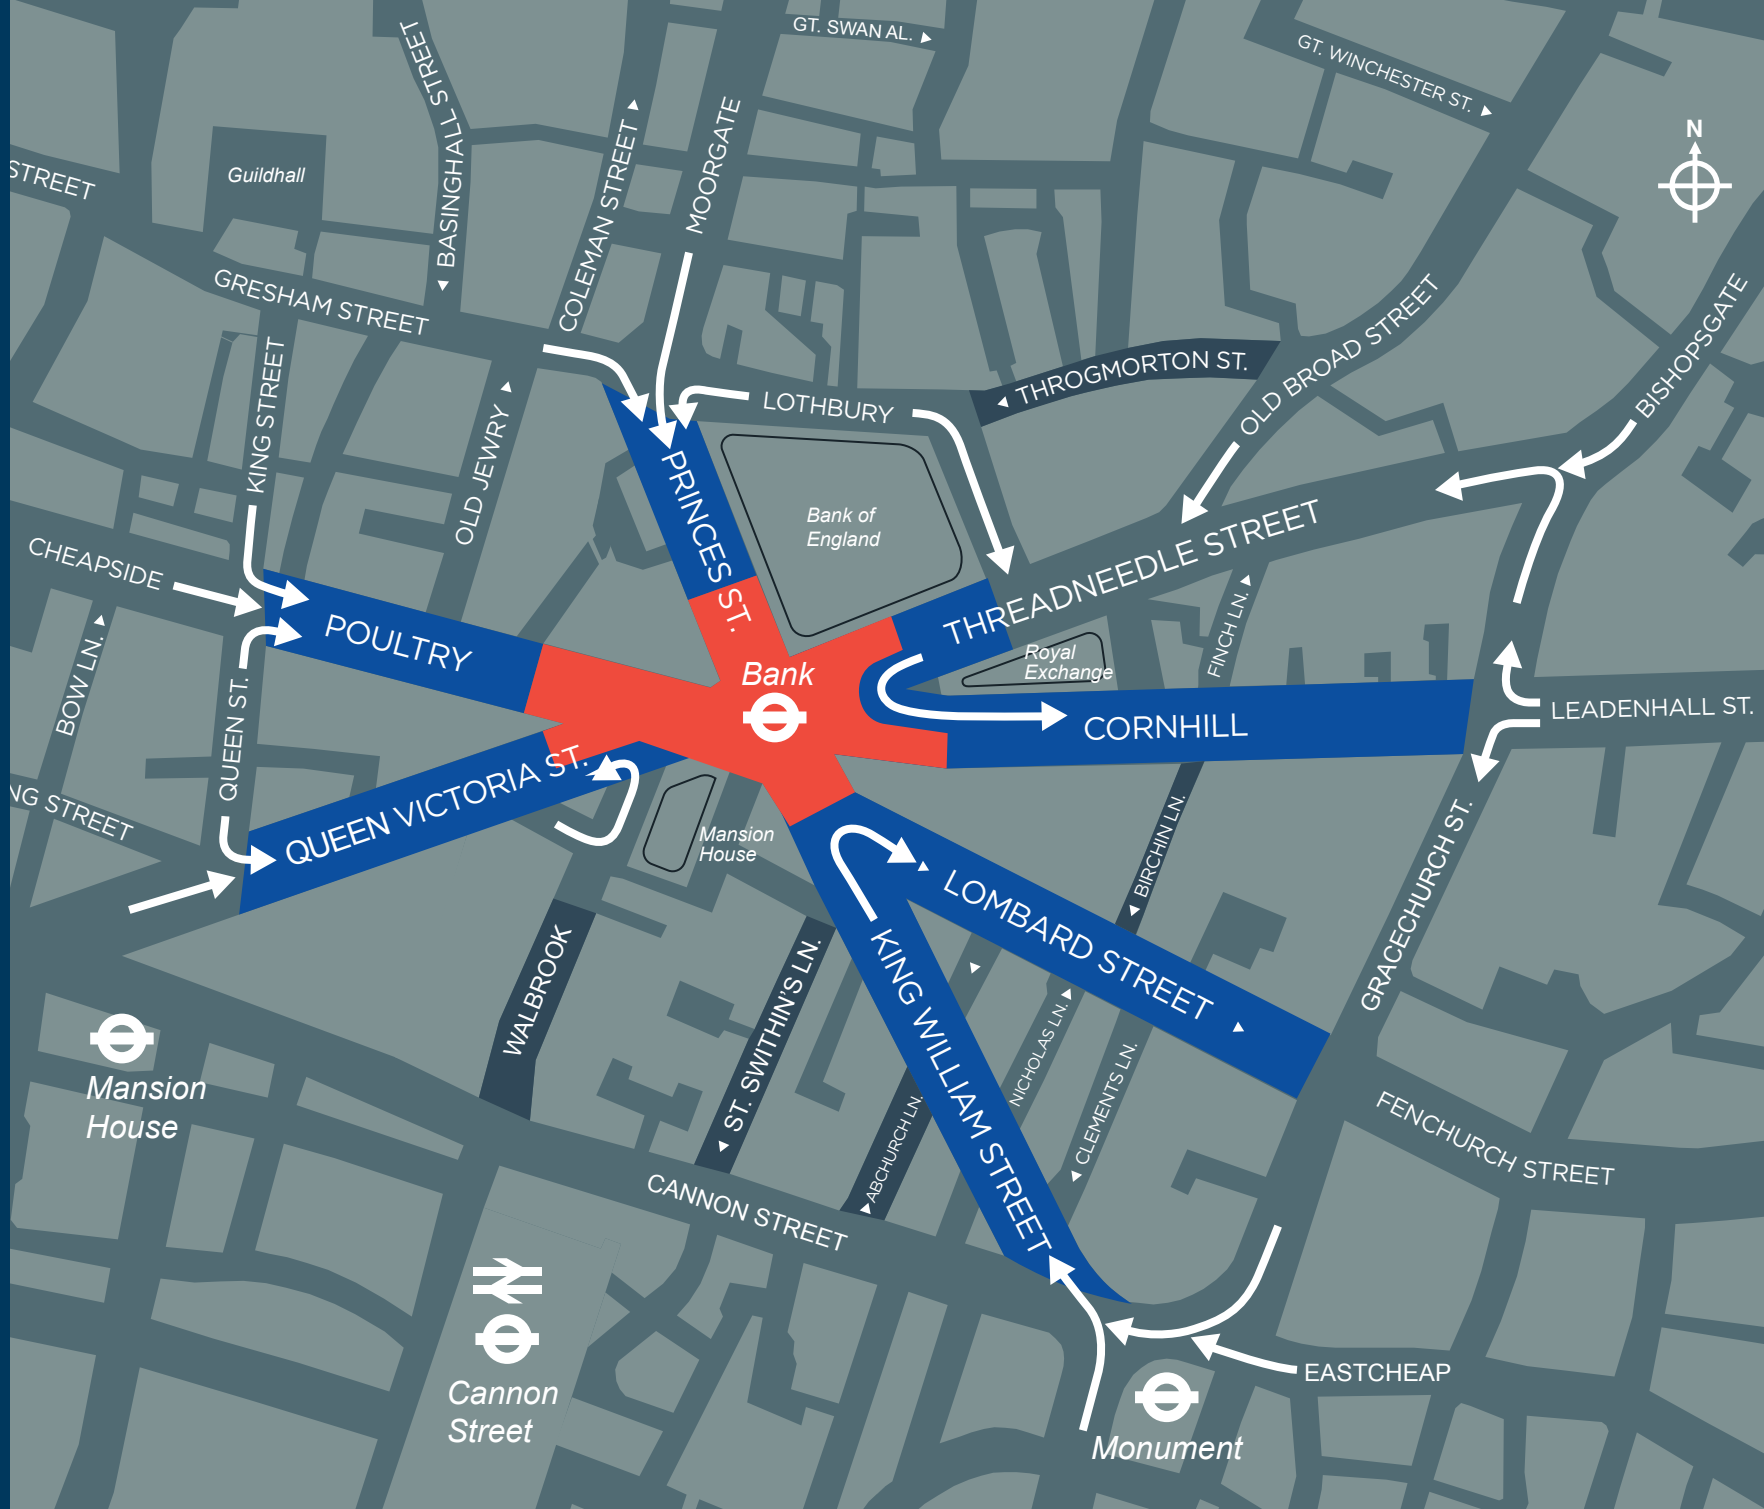 GT. SWAN AL.
GT. WINCHESTER ST.
N
BASINGHALL STREET
COLEMAN STREET
MOORGATE
STREET
Guildhall
GRESHAM STREET
KING STREET
OLD JEWRY
LOTHBURY
THROGMORTON ST.
OLD BROAD STREET
BISHOPSGATE
PRINCES ST.
Bank of
England
THREADNEEDLE STREET
CHEAPSIDE
POULTRY
BOW LN.
QUEEN ST.
Bank
Royal
Exchange
FINCH LN.
CORNHILL
LEADENHALL ST.
NG STREET
QUEEN VICTORIA ST.
Mansion
House
BIRCHIN LN.
GRACECHURCH ST.
LOMBARD STREET
KING WILLIAM STREET
WALBROOK
ST. SWITHIN'S LN.
ABCHURCH LN.
NICHOLAS LN.
CLEMENTS LN.
Mansion
House
FENCHURCH STREET
CANNON STREET
Cannon
Street
EASTCHEAP
Monument